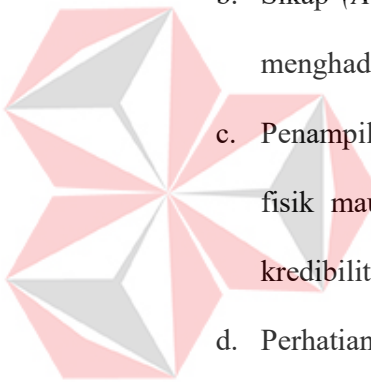 b. Sikap (A
menghad
c. Penampil
fisik mau
kredibilit
d. Perhatian